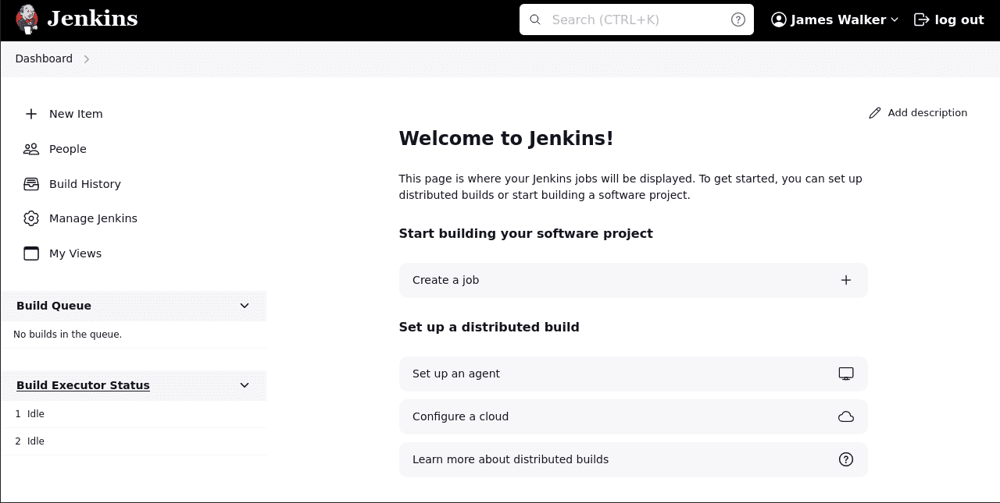 Jenkins
Search (CTRL+K)
James Walker
log out
Dashboard
New Item
People
Build History
Manage Jenkins
My Views
Build Queue
No builds in the queue.
Build Executor Status
1 Idle
2 Idle
Add description
Welcome to Jenkins!
This page is where your Jenkins jobs will be displayed. To get started, you can set up
distributed builds or start building a software project.
Start building your software project
Create a job
Set up a distributed build
Set up an agent
Configure a cloud
Learn more about distributed builds